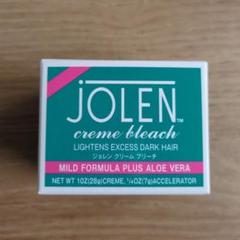 JOLEN™
creme bleach
LIGHTENS EXCESS DARK HAIR
ジョレン クリーム ブリーチ
MILD FORMULA PLUS ALOE VERA
NET WT 1OZ(28g)CREME, ¼OZ(7g)ACCELERATOR